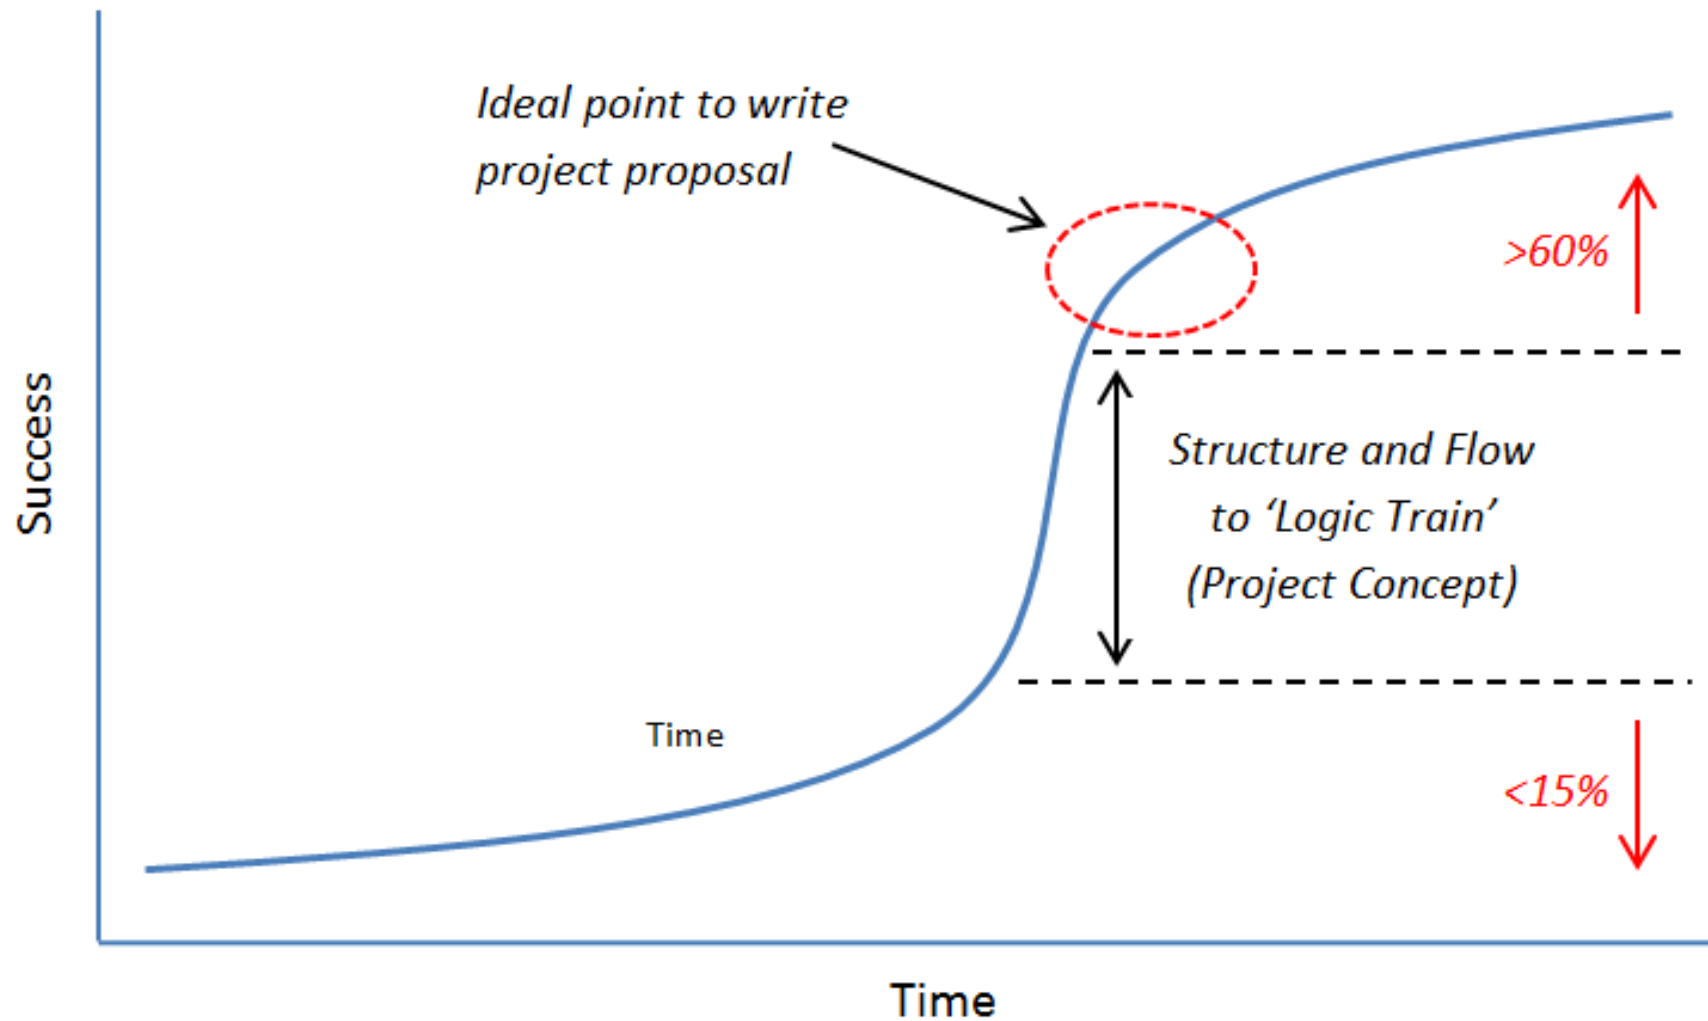 Ideal point to write
project proposal
>60%
Success
Structure and Flow
to ‘Logic Train’
(Project Concept)
Time
<15%
Time